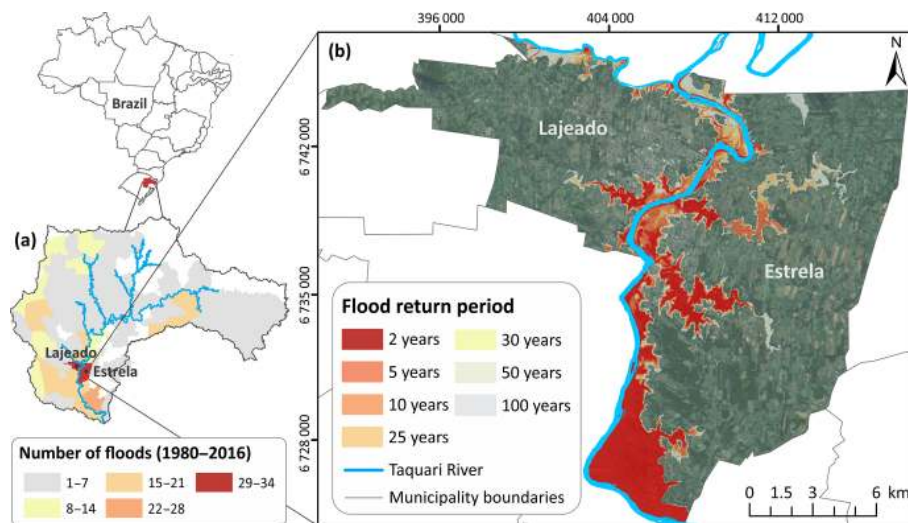 396 000 404 000 412 000
Brazil
(b)
N
Lajeado
6 742 000
(a)
Estrela
6 735 000
Lajeado
Estrela
Flood return period
2 years 30 years
5 years 50 years
10 years 100 years
25 years
Taquari River
Municipality boundaries
6 728 000
Number of floods (1980–2016)
1–7 15–21 29–34
8–14 22–28
0 1.5 3 6 km